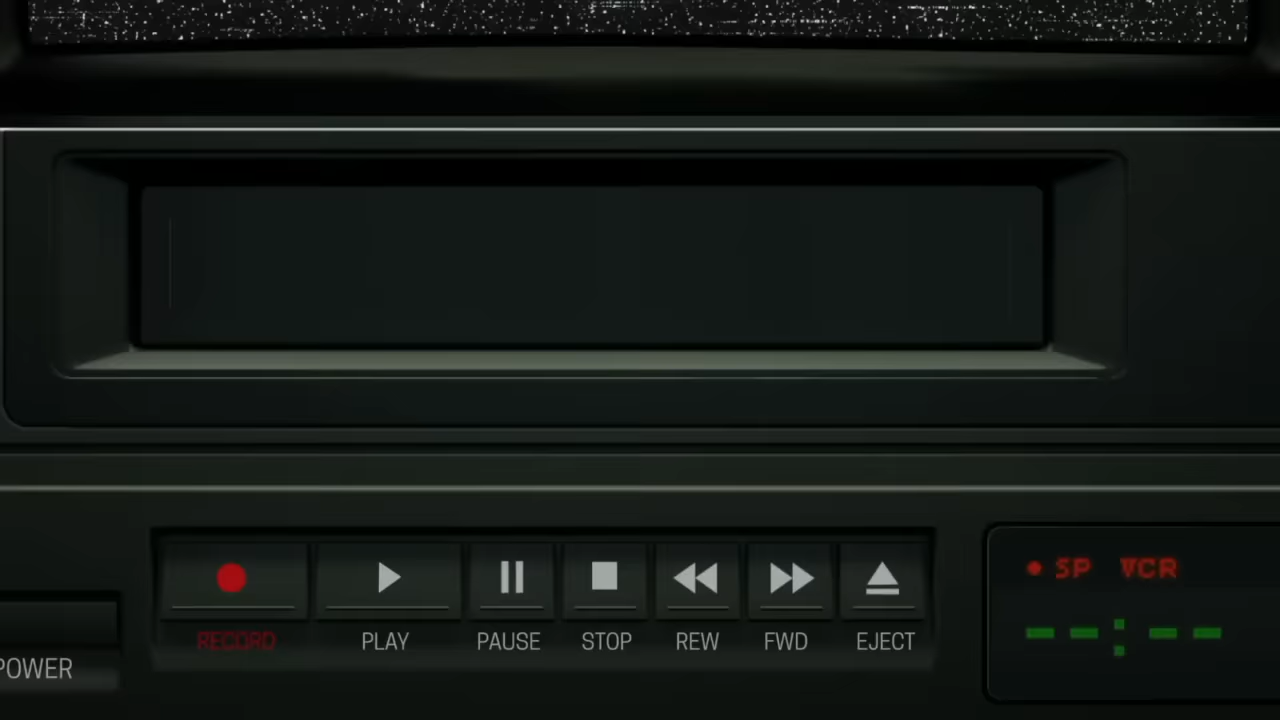 SP VCR
--:--
RECORD PLAY PAUSE STOP REW FWD EJECT
POWER